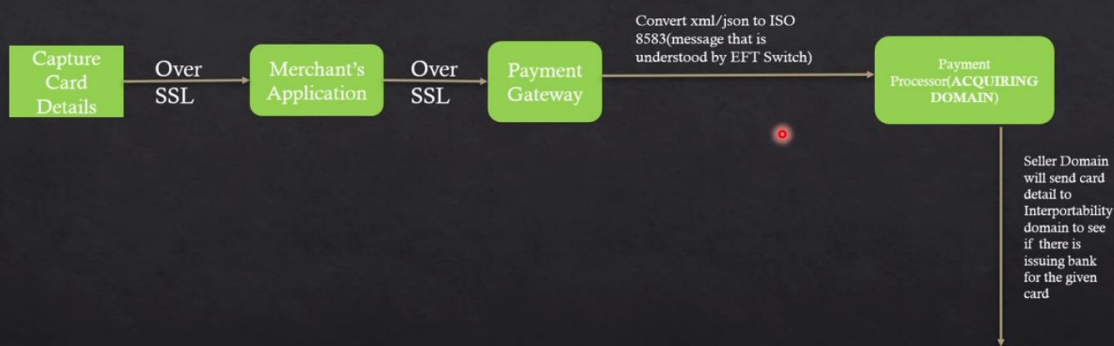 Capture
Card
Details
Over
SSL
Merchant's
Application
Over
SSL
Payment
Gateway
Convert xml/json to ISO
8583(message that is
understood by EFT Switch)
Payment
Processor(ACQUIRING
DOMAIN)
Seller Domain
will send card
detail to
Interportability
domain to see
if there is
issuing bank
for the given
card